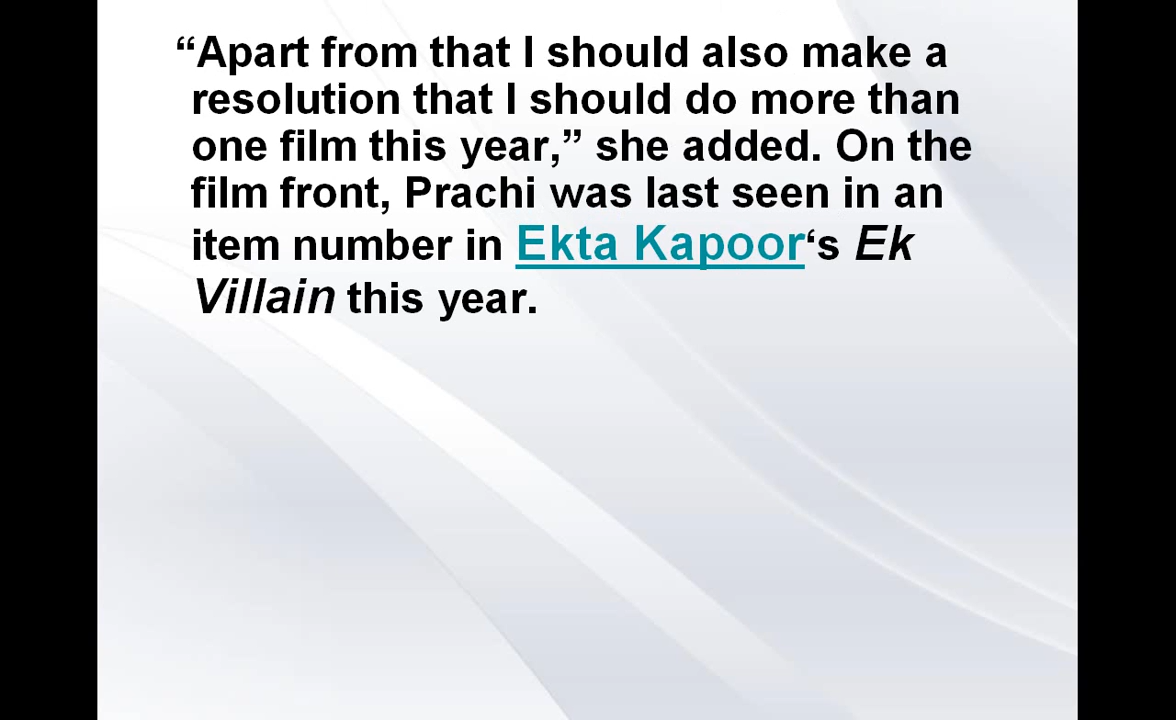 “Apart from that I should also make a
resolution that I should do more than
one film this year,” she added. On the
film front, Prachi was last seen in an
item number in Ekta Kapoor‘s Ek
Villain this year.